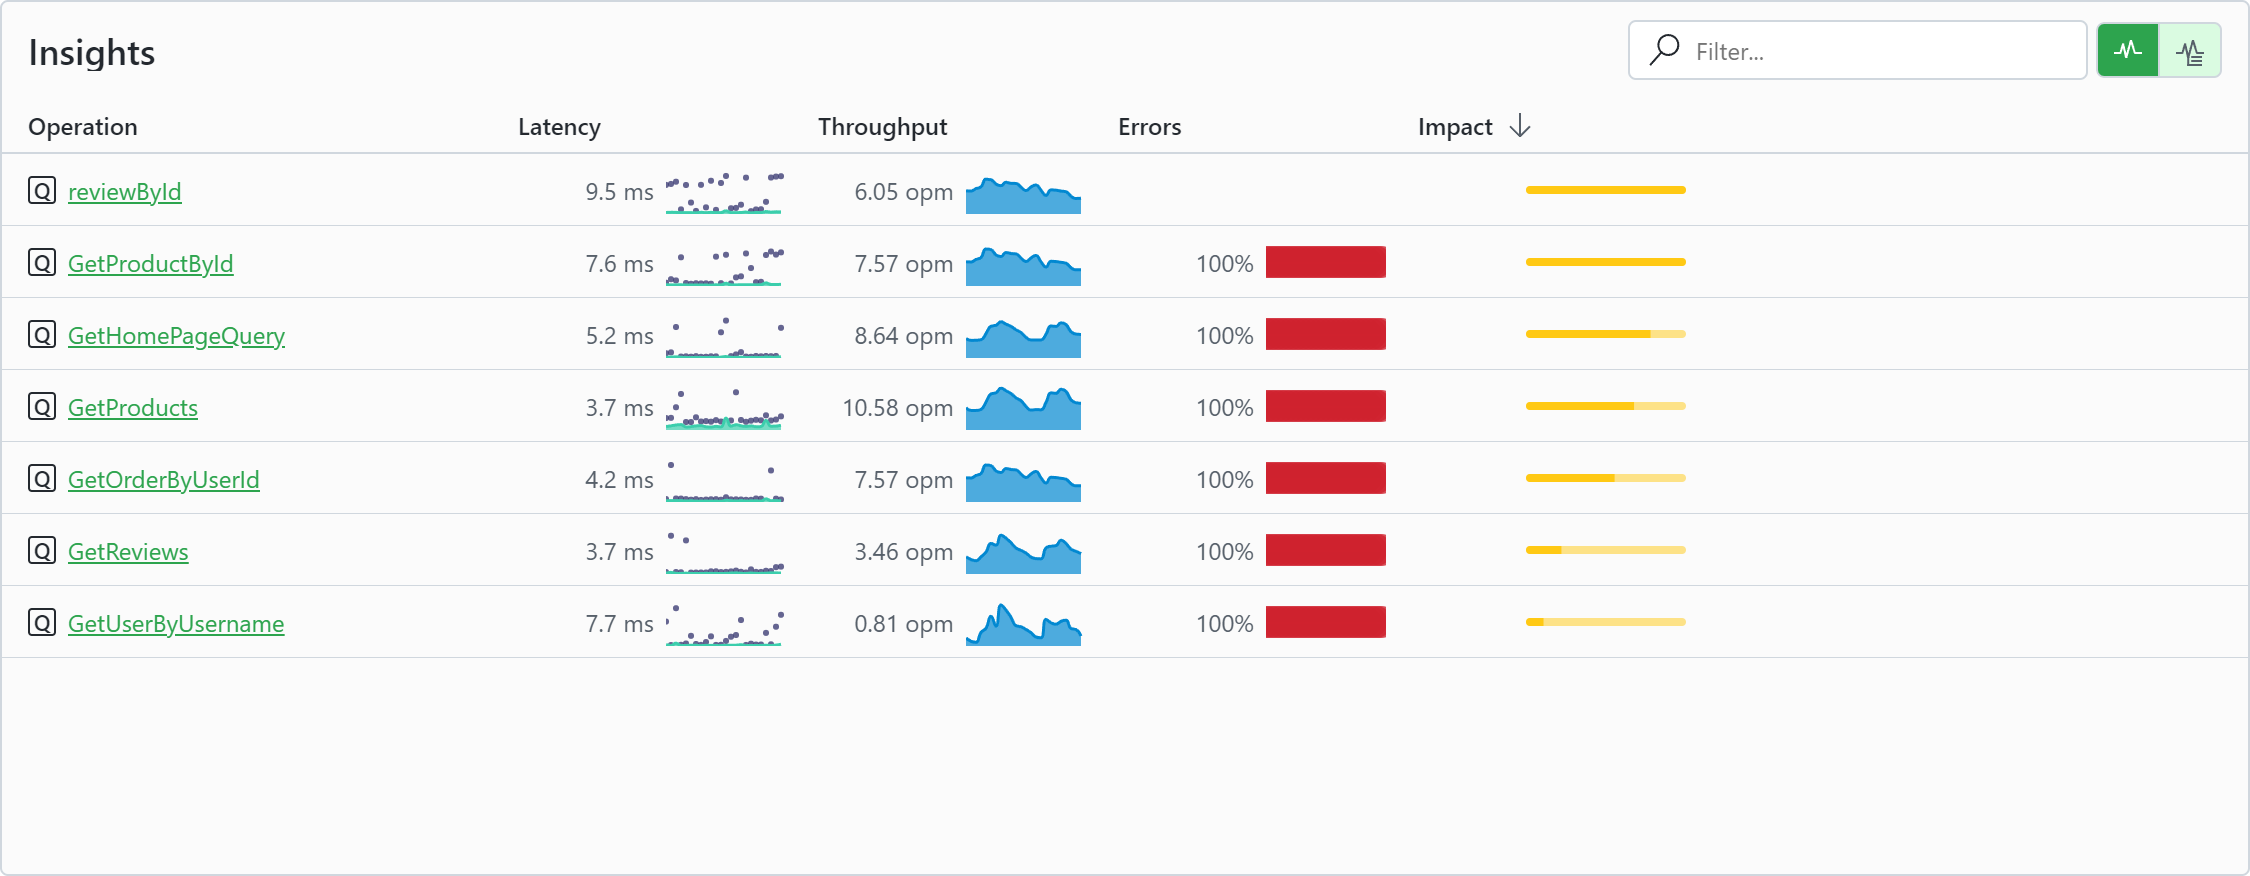 Insights
Filter...
Operation Latency Throughput Errors Impact
Q reviewById 9.5 ms 6.05 opm
Q GetProductById 7.6 ms 7.57 opm 100%
Q GetHomePageQuery 5.2 ms 8.64 opm 100%
Q GetProducts 3.7 ms 10.58 opm 100%
Q GetOrderByUserId 4.2 ms 7.57 opm 100%
Q GetReviews 3.7 ms 3.46 opm 100%
Q GetUserByUsername 7.7 ms 0.81 opm 100%